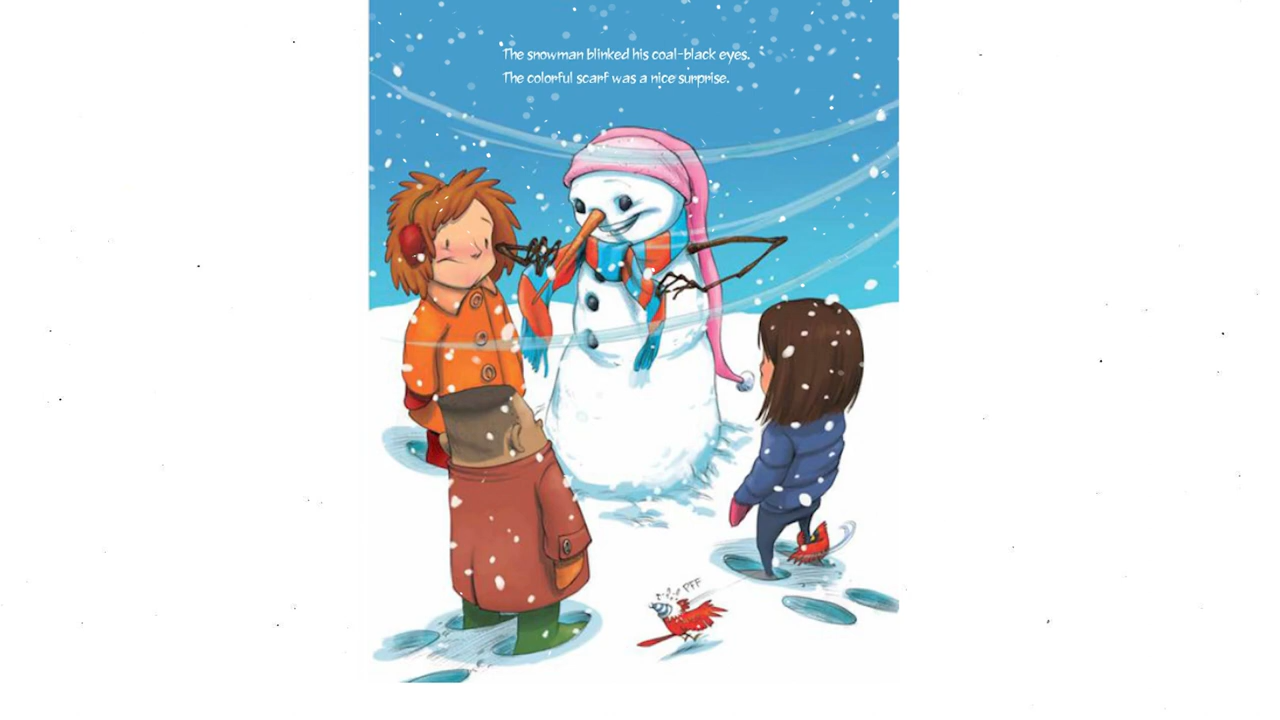 The snowman blinked his coal-black eyes.
The colorful scarf was a nice surprise.
PFF